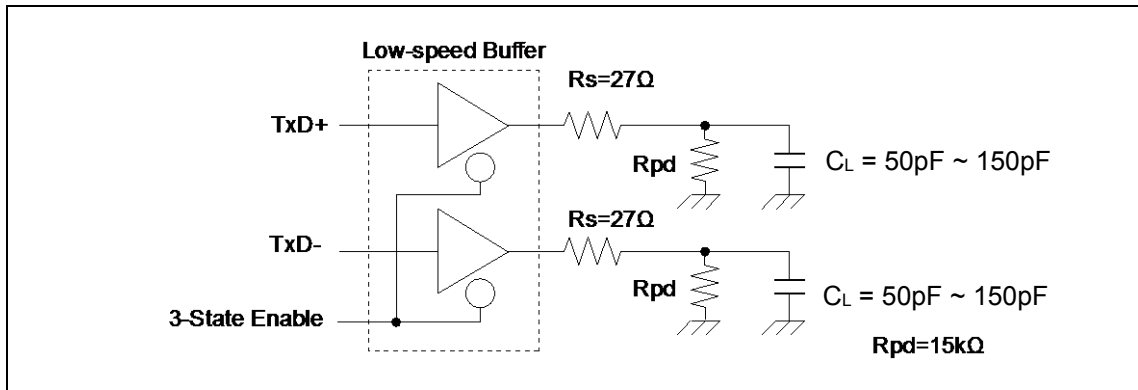 Low-speed Buffer
Rs=27Ω
TxD+
Rpd
CL = 50pF ~ 150pF
Rs=27Ω
TxD-
Rpd
CL = 50pF ~ 150pF
3-State Enable
Rpd=15kΩ